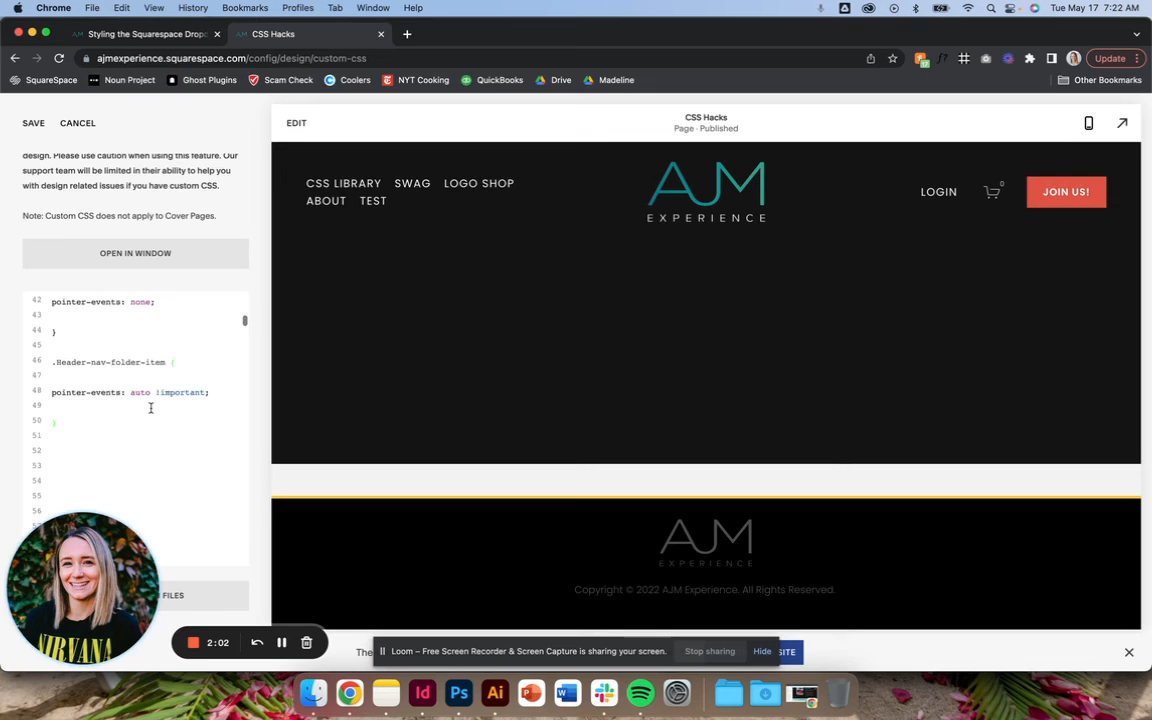 Chrome File Edit View History Bookmarks Profiles Tab Window Help Tue May 17 7:22 AM
Styling the Squarespace Drop CSS Hacks
ajmexperience.squarespace.com/config/design/custom-css Update
SquareSpace Noun Project Ghost Plugins Scam Check Coolers NYT Cooking QuickBooks Drive Madeline Other Bookmarks
SAVE CANCEL
design. Please use caution when using this feature. Our
support team will be limited in their ability to help you
with design related issues if you have custom CSS.
Note: Custom CSS does not apply to Cover Pages.
OPEN IN WINDOW
42 pointer-events: none;
43
44 }
45
46 .Header-nav-folder-item {
47
48 pointer-events: auto !important;
49
50 }
51
52
53
54
55
56
FILES
EDIT
CSS Hacks
Page · Published
CSS LIBRARY SWAG LOGO SHOP
ABOUT TEST
AJM
EXPERIENCE
LOGIN 0 JOIN US!
AJM
EXPERIENCE
Copyright © 2022 AJM Experience. All Rights Reserved.
NIRVANA
2:02
The
Loom – Free Screen Recorder & Screen Capture is sharing your screen. Stop sharing Hide
SITE